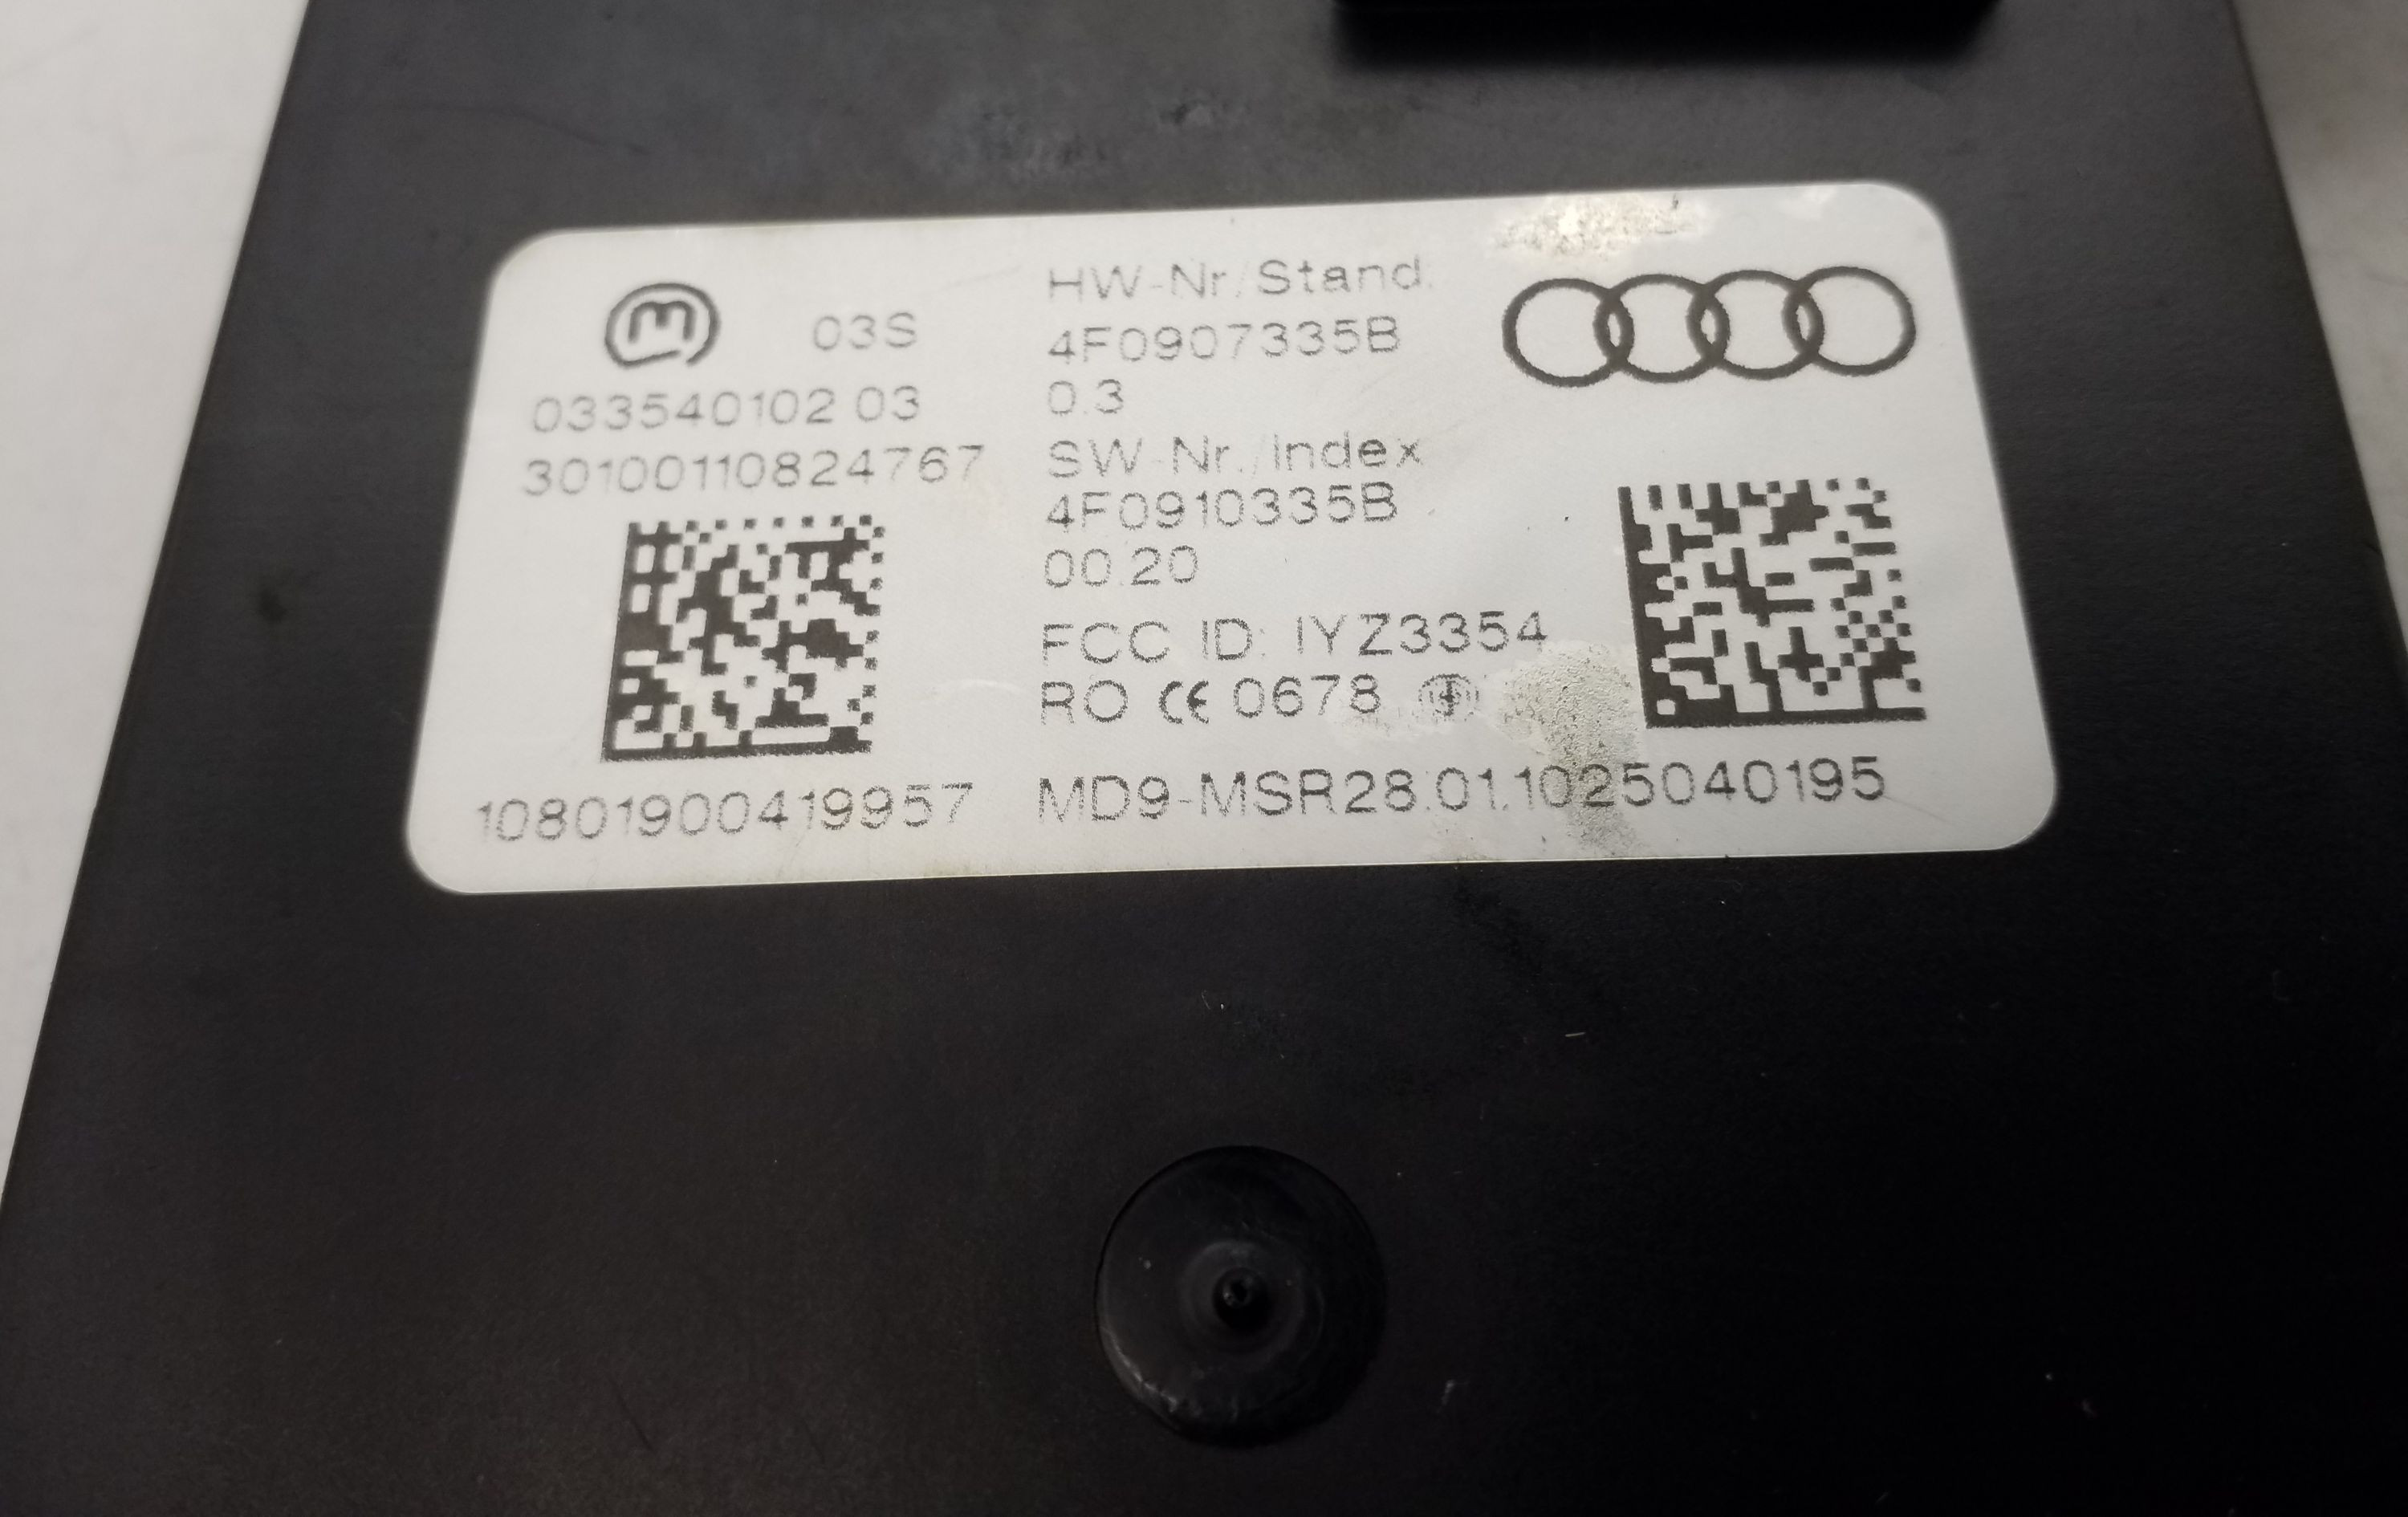 03S
033540102 03
30100110824767
10801900419957
HW-Nr/Stand.
4F0907335B
0.3
SW-Nr./Index
4F0910335B
00.20
FCC ID: IYZ3354
RO CE 0678
MD9-MSR28.01.1025040195